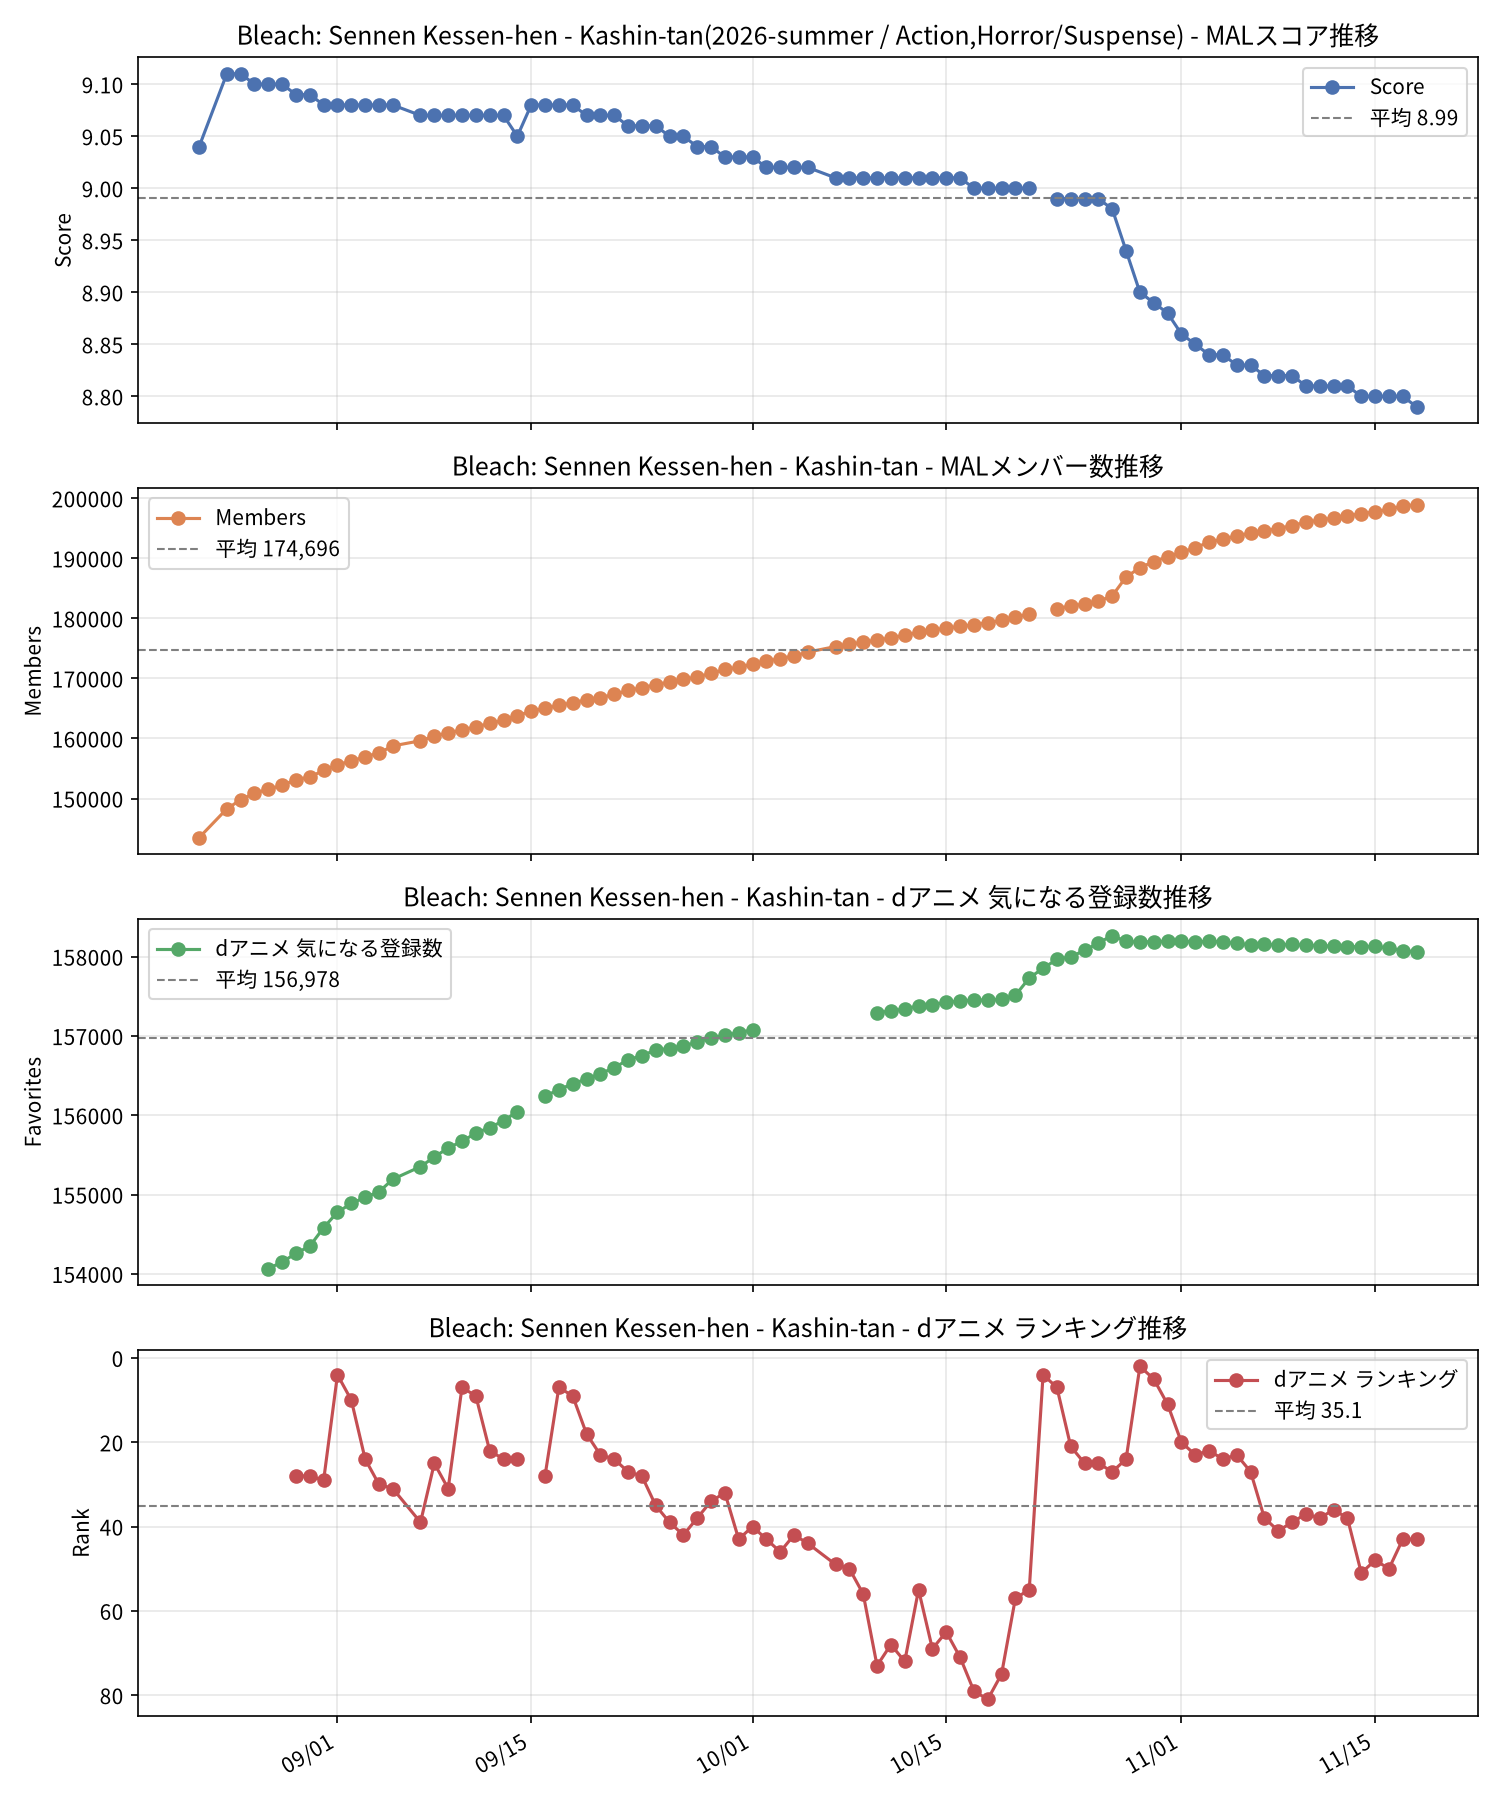 Bleach: Sennen Kessen-hen - Kashin-tan(2026-summer / Action,Horror/Suspense) - MALスコア推移
Score
9.10
9.05
9.00
8.95
8.90
8.85
8.80
Score
平均 8.99
Bleach: Sennen Kessen-hen - Kashin-tan - MALメンバー数推移
Members
200000
190000
180000
170000
160000
150000
Members
平均 174,696
Bleach: Sennen Kessen-hen - Kashin-tan - dアニメ 気になる登録数推移
Favorites
158000
157000
156000
155000
154000
dアニメ 気になる登録数
平均 156,978
Bleach: Sennen Kessen-hen - Kashin-tan - dアニメ ランキング推移
Rank
0
20
40
60
80
dアニメ ランキング
平均 35.1
09/01
09/15
10/01
10/15
11/01
11/15